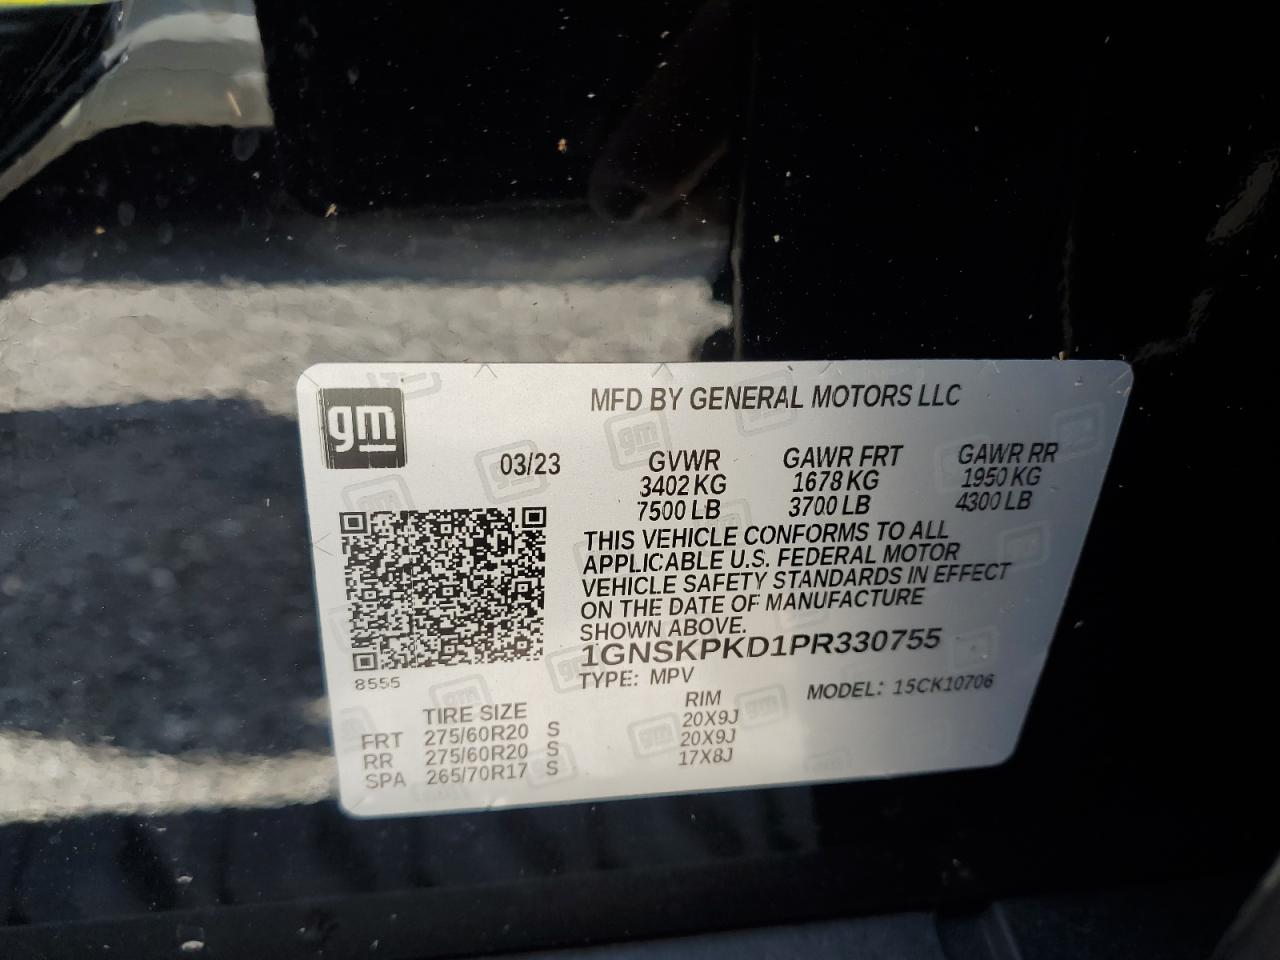 gm
MFD BY GENERAL MOTORS LLC
03/23 GVWR GAWR FRT GAWR RR
3402 KG 1678 KG 1950 KG
7500 LB 3700 LB 4300 LB
THIS VEHICLE CONFORMS TO ALL
APPLICABLE U.S. FEDERAL MOTOR
VEHICLE SAFETY STANDARDS IN EFFECT
ON THE DATE OF MANUFACTURE
SHOWN ABOVE.
1GNSKPKD1PR330755
8555
TYPE: MPV MODEL: 15CK10706
TIRE SIZE RIM
FRT 275/60R20 S 20X9J
RR 275/60R20 S 20X9J
SPA 265/70R17 S 17X8J